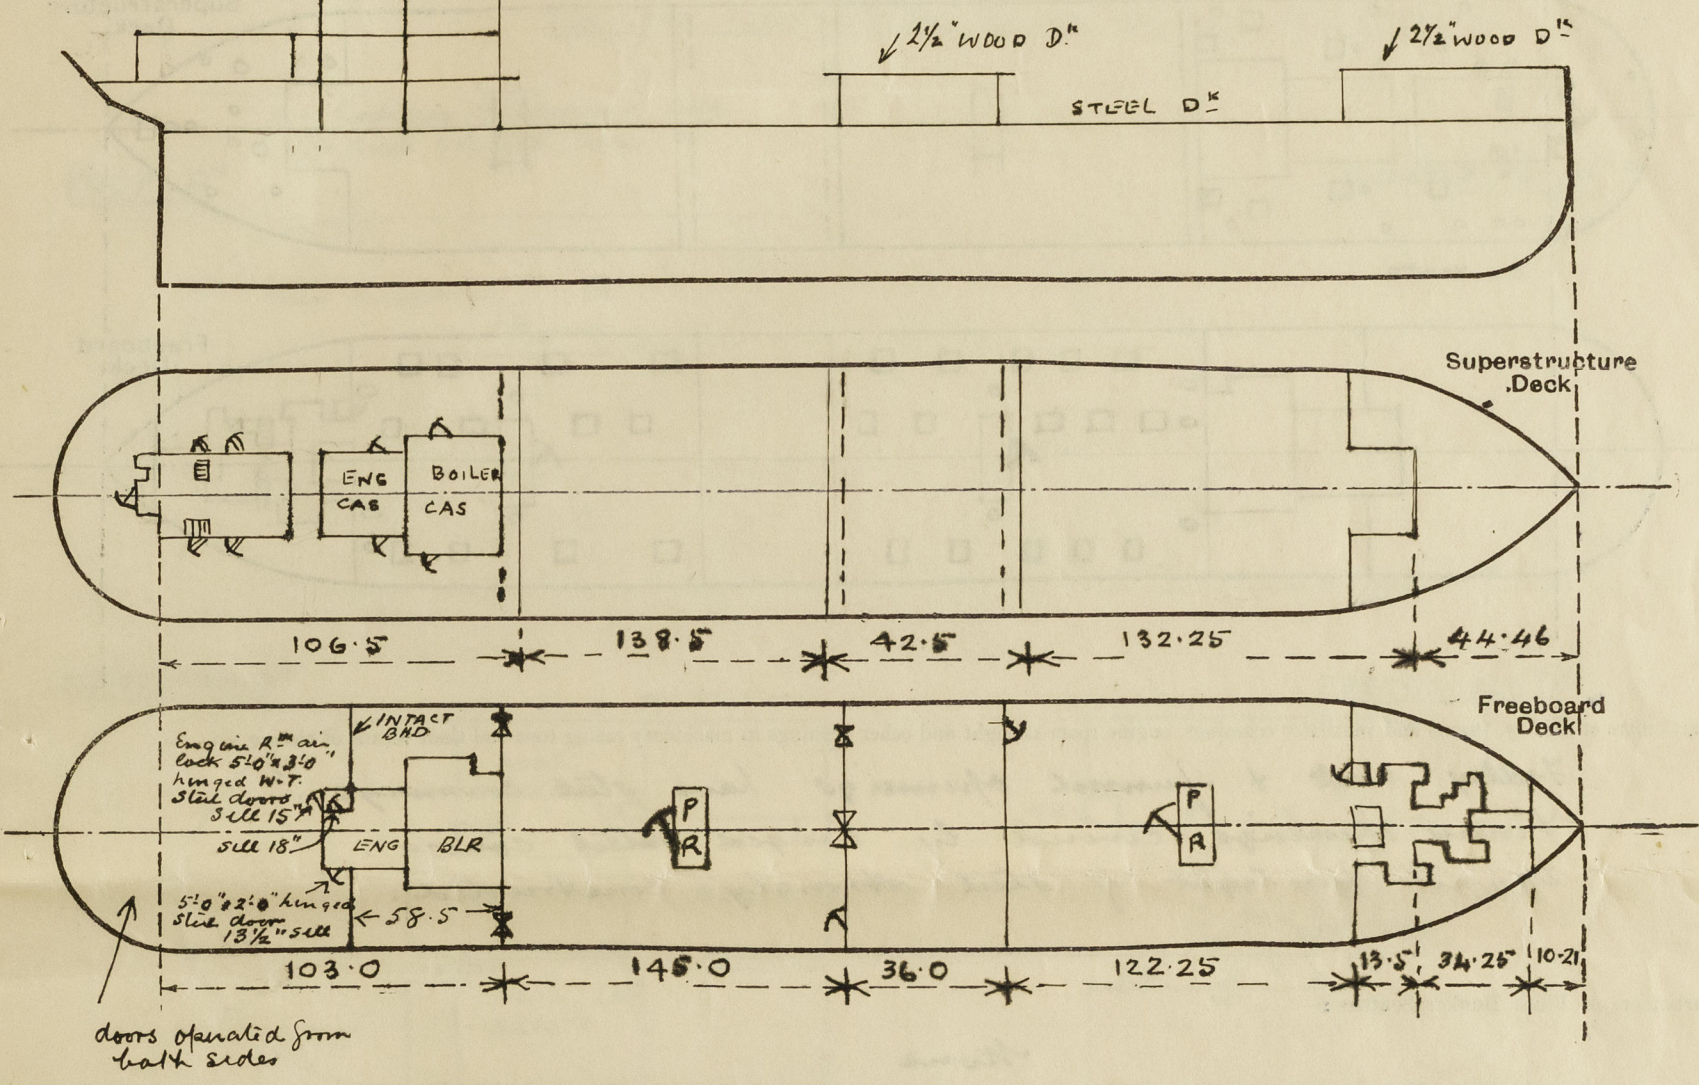 2½" WOOD Dᴷ
2½" WOOD Dᴷ
STEEL Dᴷ
Superstructure
Deck
ENG
CAS
BOILER
CAS
106.5
138.5
42.5
132.25
44.46
Freeboard
Deck
INTACT
BHD
Engine Rᵐ air
lock 5'-0" x 3'-0"
hinged W.T.
Steel doors
Sill 15"
Sill 18"
ENG
BLR
P
R
P
R
5'-0" x 2'-0" hinged
Steel door
13½" sill
58.5
103.0
145.0
36.0
122.25
13.5
34.25
10.21
doors operated from
both sides